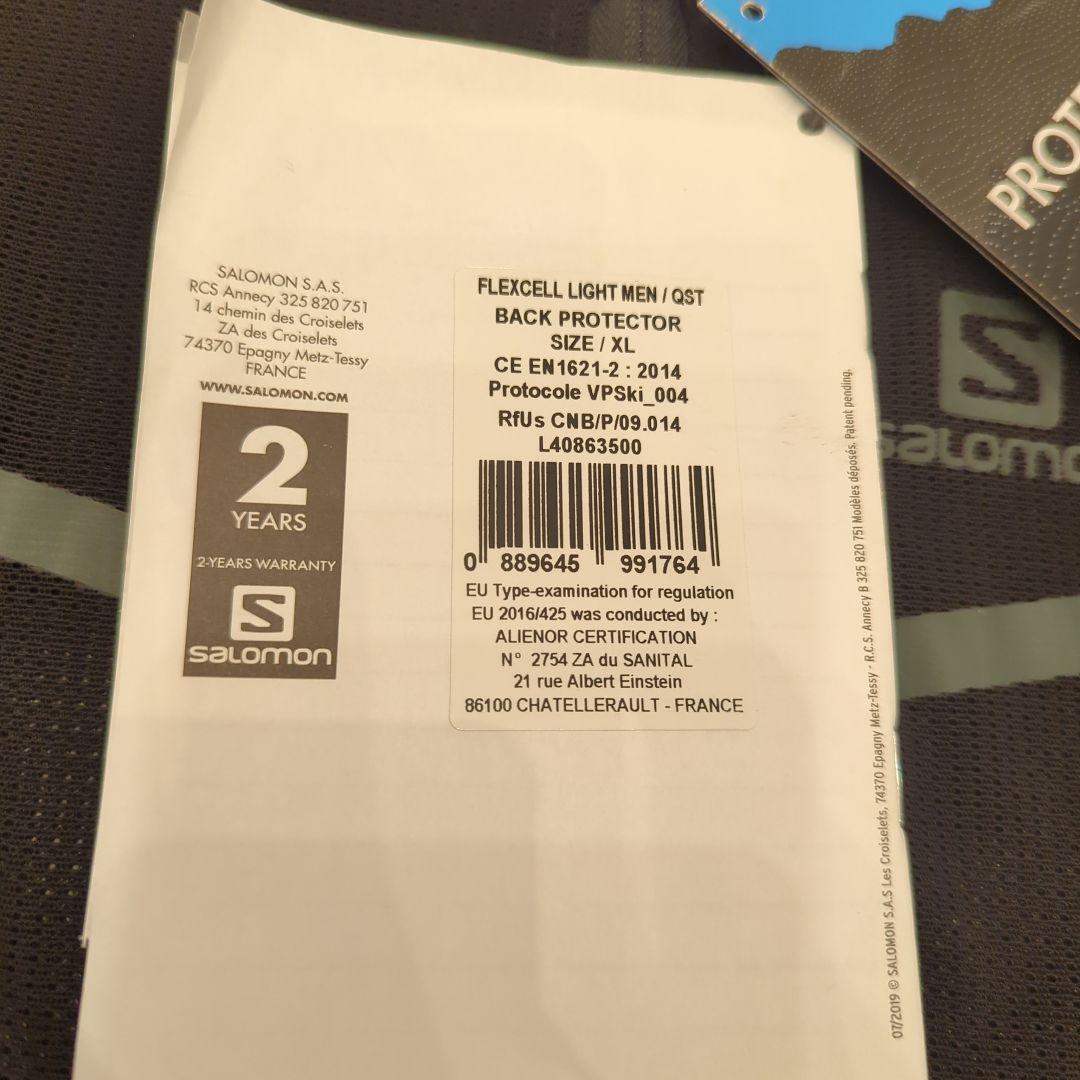 SALOMON S.A.S.
RCS Annecy 325 820 751
14 chemin des Croiselets
ZA des Croiselets
74370 Epagny Metz-Tessy
FRANCE
WWW.SALOMON.COM
2
YEARS
2-YEARS WARRANTY
S
salomon
FLEXCELL LIGHT MEN / QST
BACK PROTECTOR
SIZE / XL
CE EN1621-2 : 2014
Protocole VPSki_004
RfUs CNB/P/09.014
L40863500
0 889645 991764
EU Type-examination for regulation
EU 2016/425 was conducted by :
ALIENOR CERTIFICATION
N° 2754 ZA du SANITAL
21 rue Albert Einstein
86100 CHATELLERAULT - FRANCE
07/2019 © SALOMON S.A.S Les Croiselets, 74370 Epagny Metz-Tessy - R.C.S. Annecy B 325 820 751 Modèles déposés. Patent pending.
PROT
S
salomo